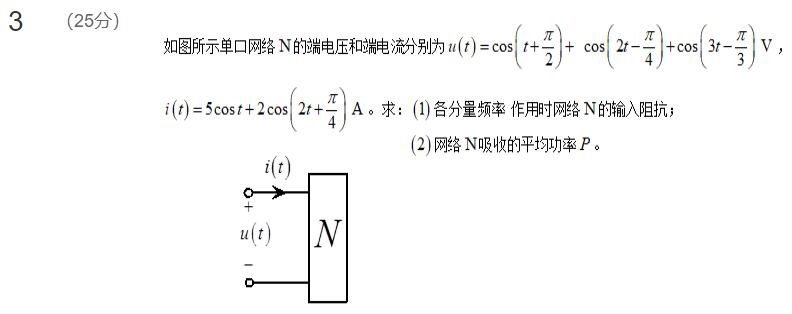 3 (25分)
如图所示单口网络 N 的端电压和端电流分别为 u(t)=cos(t+π/2)+ cos(2t−π/4)+cos(3t−π/3) V，
i(t)=5cos t+2cos(2t+π/4) A 。求：(1) 各分量频率 作用时网络 N 的输入阻抗；
(2) 网络 N 吸收的平均功率 P 。
i(t)
+
u(t)
N
−